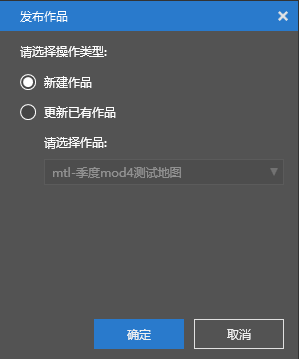 发布作品
请选择操作类型:
新建作品
更新已有作品
请选择作品:
mtl-季度mod4测试地图
确定
取消